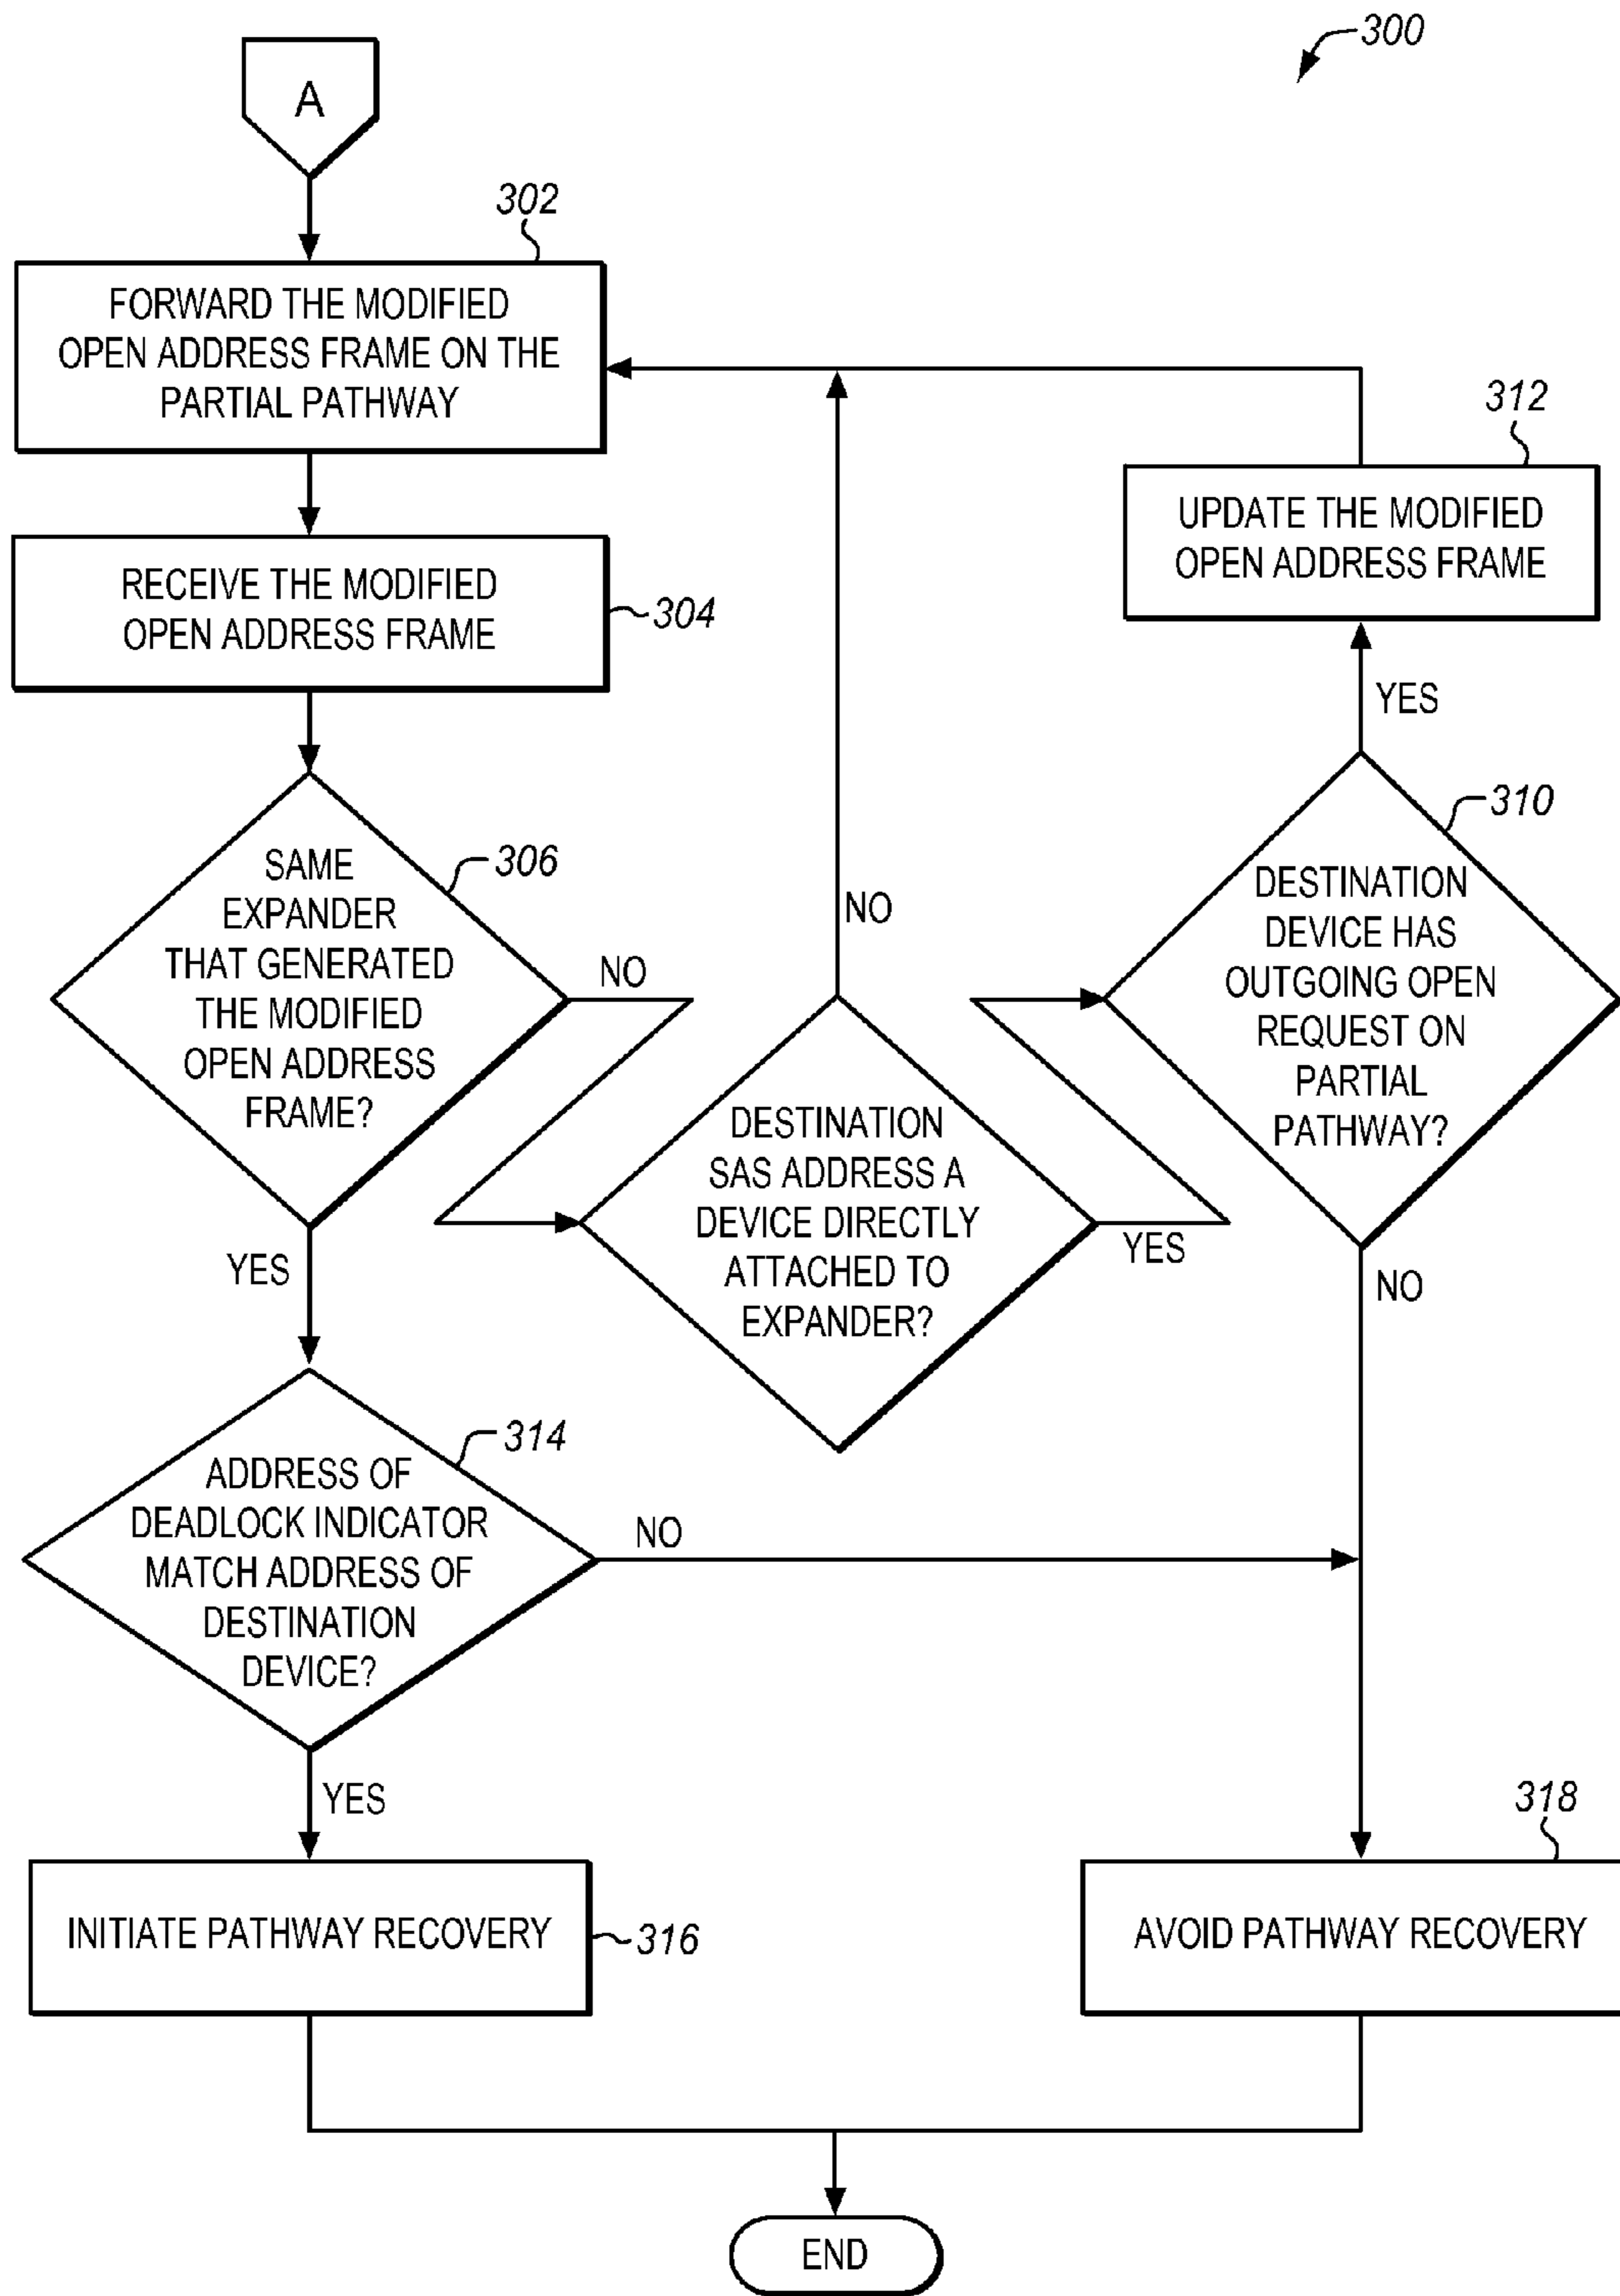 300
A
302
FORWARD THE MODIFIED
OPEN ADDRESS FRAME ON THE
PARTIAL PATHWAY
312
UPDATE THE MODIFIED
OPEN ADDRESS FRAME
RECEIVE THE MODIFIED
OPEN ADDRESS FRAME
304
YES
310
DESTINATION
DEVICE HAS
OUTGOING OPEN
REQUEST ON
PARTIAL
PATHWAY?
306
SAME
EXPANDER
THAT GENERATED
THE MODIFIED
OPEN ADDRESS
FRAME?
NO
NO
DESTINATION
SAS ADDRESS A
DEVICE DIRECTLY
ATTACHED TO
EXPANDER?
YES
NO
YES
314
ADDRESS OF
DEADLOCK INDICATOR
MATCH ADDRESS OF
DESTINATION
DEVICE?
NO
YES
318
INITIATE PATHWAY RECOVERY
316
AVOID PATHWAY RECOVERY
END